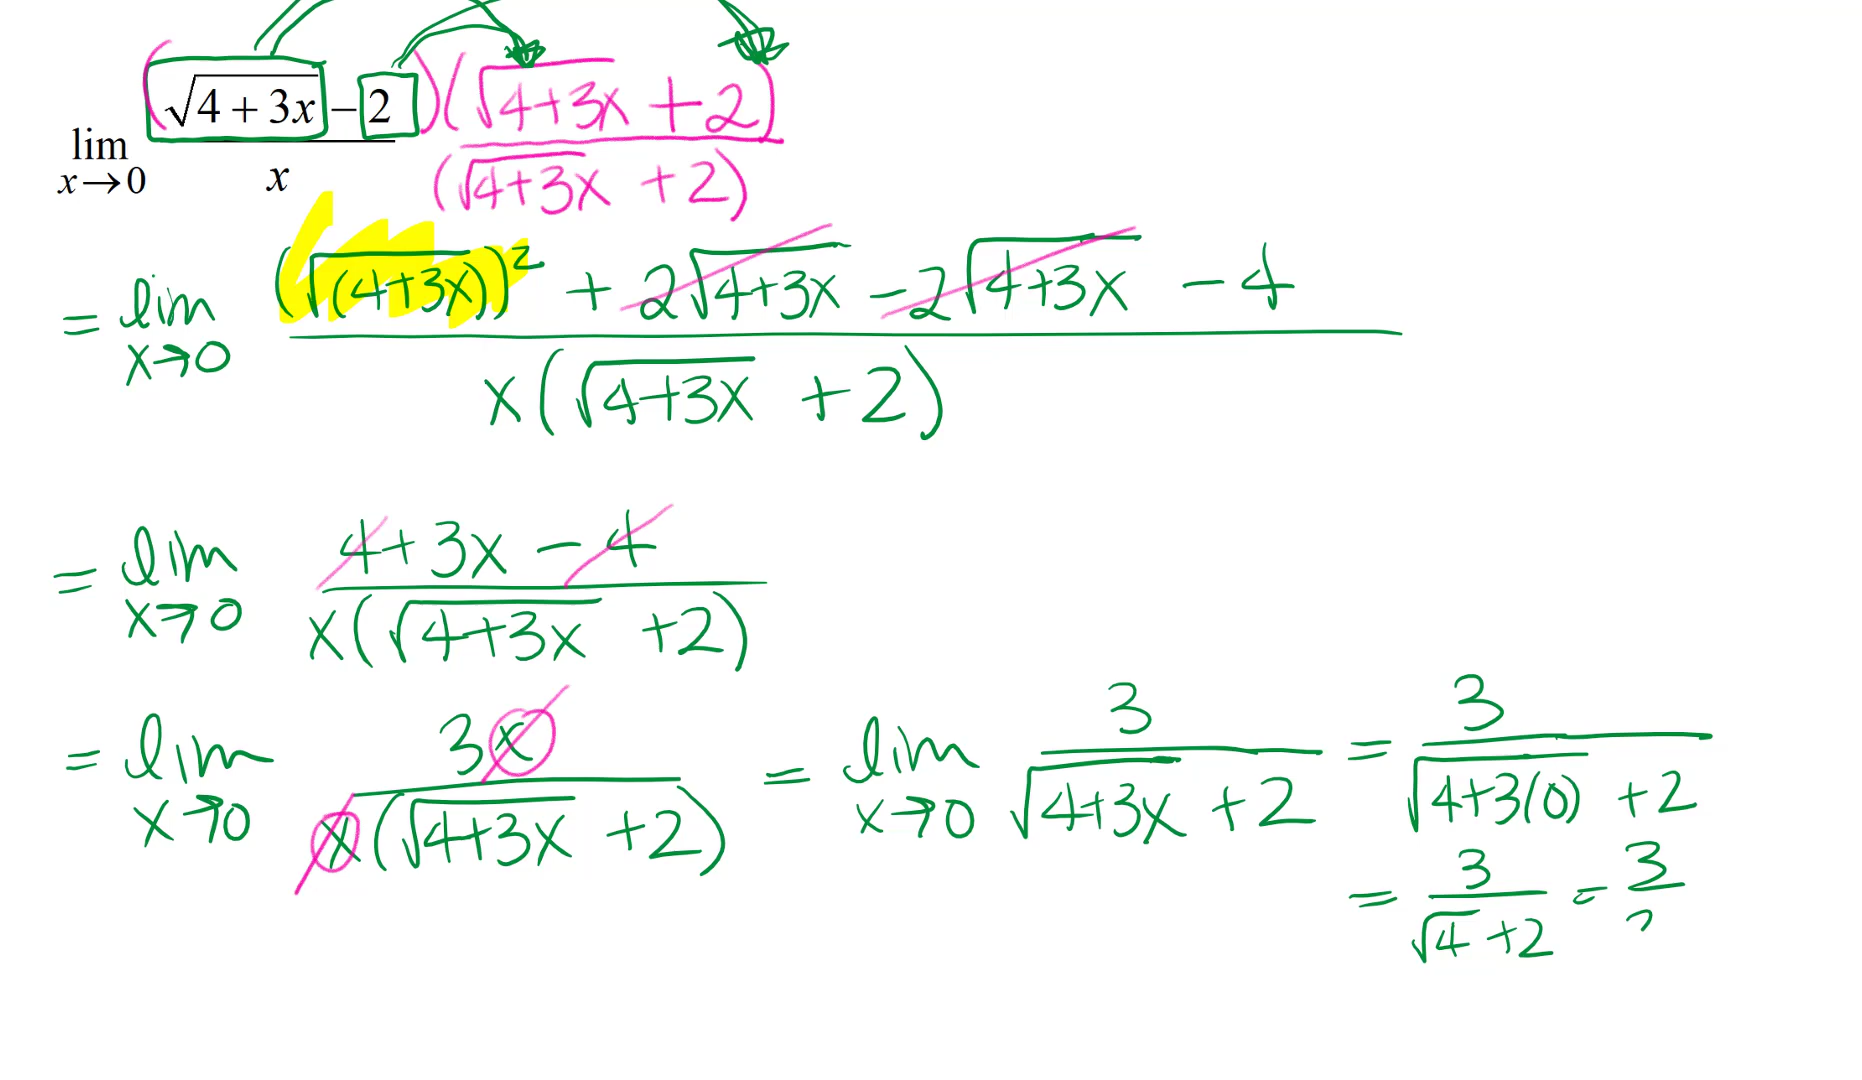 lim x→0 (√(4 + 3x) − 2)/x · (√(4+3x) + 2)/(√(4+3x) + 2)
= lim x→0 ((√(4+3x))² + 2√(4+3x) − 2√(4+3x) − 4)/(x(√(4+3x) + 2))
= lim x→0 (4 + 3x − 4)/(x(√(4+3x) + 2))
= lim x→0 3x/(x(√(4+3x) + 2)) = lim x→0 3/(√(4+3x) + 2) = 3/(√(4+3(0)) + 2)
= 3/(√4 + 2) = 3/